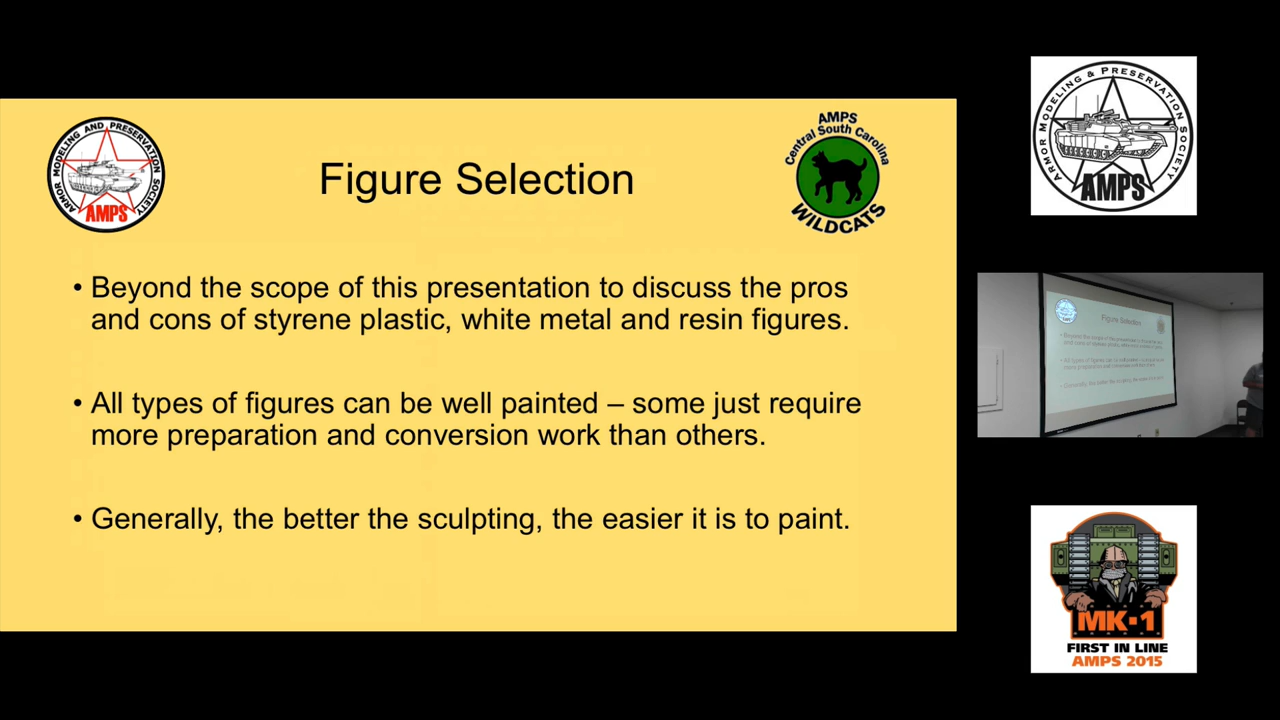 ARMOR MODELING AND PRESERVATION SOCIETY
AMPS
Figure Selection
AMPS
Central South Carolina
WILDCATS
• Beyond the scope of this presentation to discuss the pros
and cons of styrene plastic, white metal and resin figures.
• All types of figures can be well painted – some just require
more preparation and conversion work than others.
• Generally, the better the sculpting, the easier it is to paint.
ARMOR MODELING & PRESERVATION SOCIETY
AMPS
Figure Selection
MK-1
FIRST IN LINE
AMPS 2015